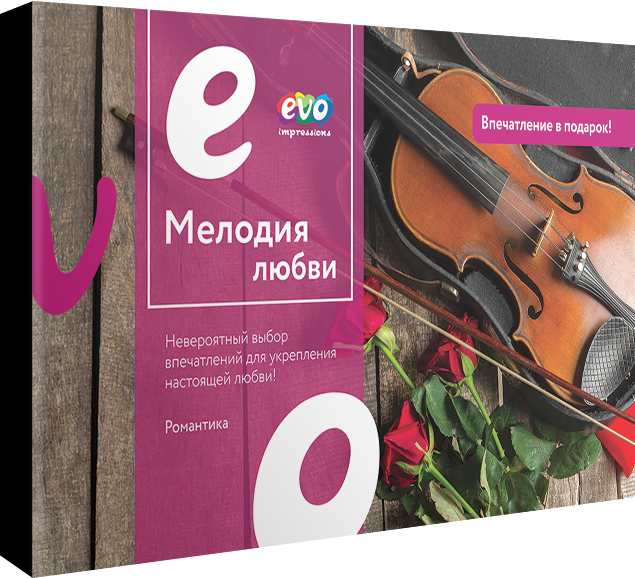 e
evo
impressions
Впечатление в подарок!
Мелодия
любви
v
Невероятный выбор
впечатлений для укрепления
настоящей любви!
Романтика
o